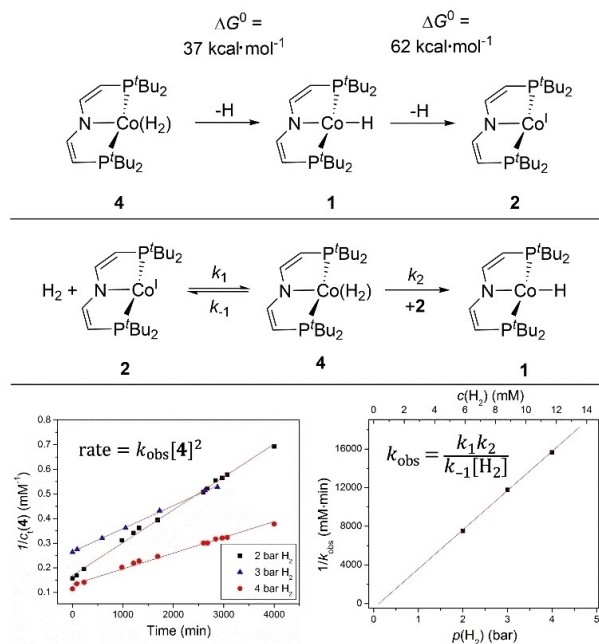 ΔG⁰ =
37 kcal·mol⁻¹
ΔG⁰ =
62 kcal·mol⁻¹
PᵗBu₂
N Co(H₂)
PᵗBu₂
4
-H
PᵗBu₂
N Co-H
PᵗBu₂
1
-H
PᵗBu₂
N Coᴵ
PᵗBu₂
2
H₂ +
PᵗBu₂
N Coᴵ
PᵗBu₂
2
k₁
k₋₁
PᵗBu₂
N Co(H₂)
PᵗBu₂
4
k₂
+2
PᵗBu₂
N Co-H
PᵗBu₂
1
rate = k_obs[4]²
1/cₜ(4) (mM⁻¹)
0.8
0.7
0.6
0.5
0.4
0.3
0.2
0.1
0 1000 2000 3000 4000
Time (min)
2 bar H₂
3 bar H₂
4 bar H₂
c(H₂) (mM)
0 2 4 6 8 10 12 14
k_obs = k₁k₂ / k₋₁[H₂]
1/k_obs (mM·min)
16000
12000
8000
4000
0
0 1 2 3 4 5
p(H₂) (bar)